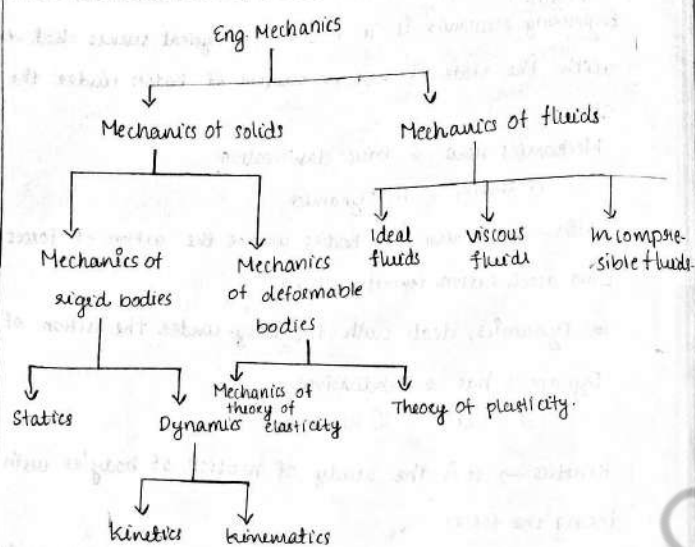 Eng. Mechanics
Mechanics of solids
Mechanics of fluids.
Ideal fluids
viscous fluids
Incompre-
sible fluids.
Mechanics of
rigid bodies
Mechanics
of deformable
bodies
Statics
Dynamics
Mechanics of
theory of
elasticity
Theory of plasticity.
kinetics
kinematics